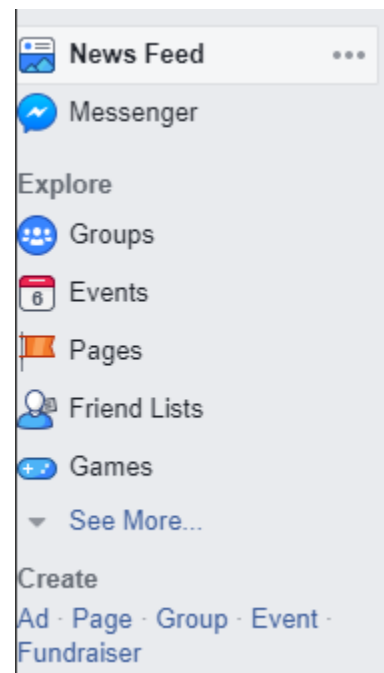 News Feed
Messenger
Explore
Groups
6
Events
Pages
Friend Lists
Games
See More...
Create
Ad · Page · Group · Event ·
Fundraiser